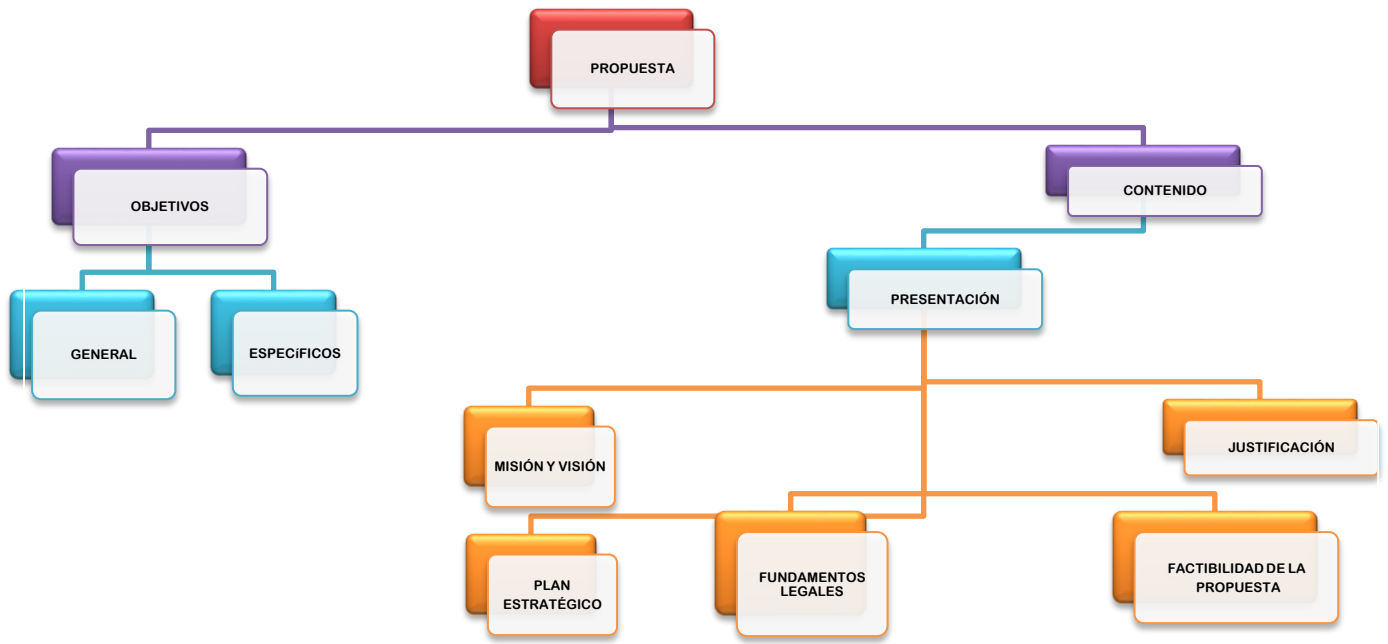 PROPUESTA
OBJETIVOS
CONTENIDO
PRESENTACIÓN
GENERAL
ESPECíFICOS
MISIÓN Y VISIÓN
JUSTIFICACIÓN
PLAN
ESTRATÉGICO
FUNDAMENTOS
LEGALES
FACTIBILIDAD DE LA
PROPUESTA